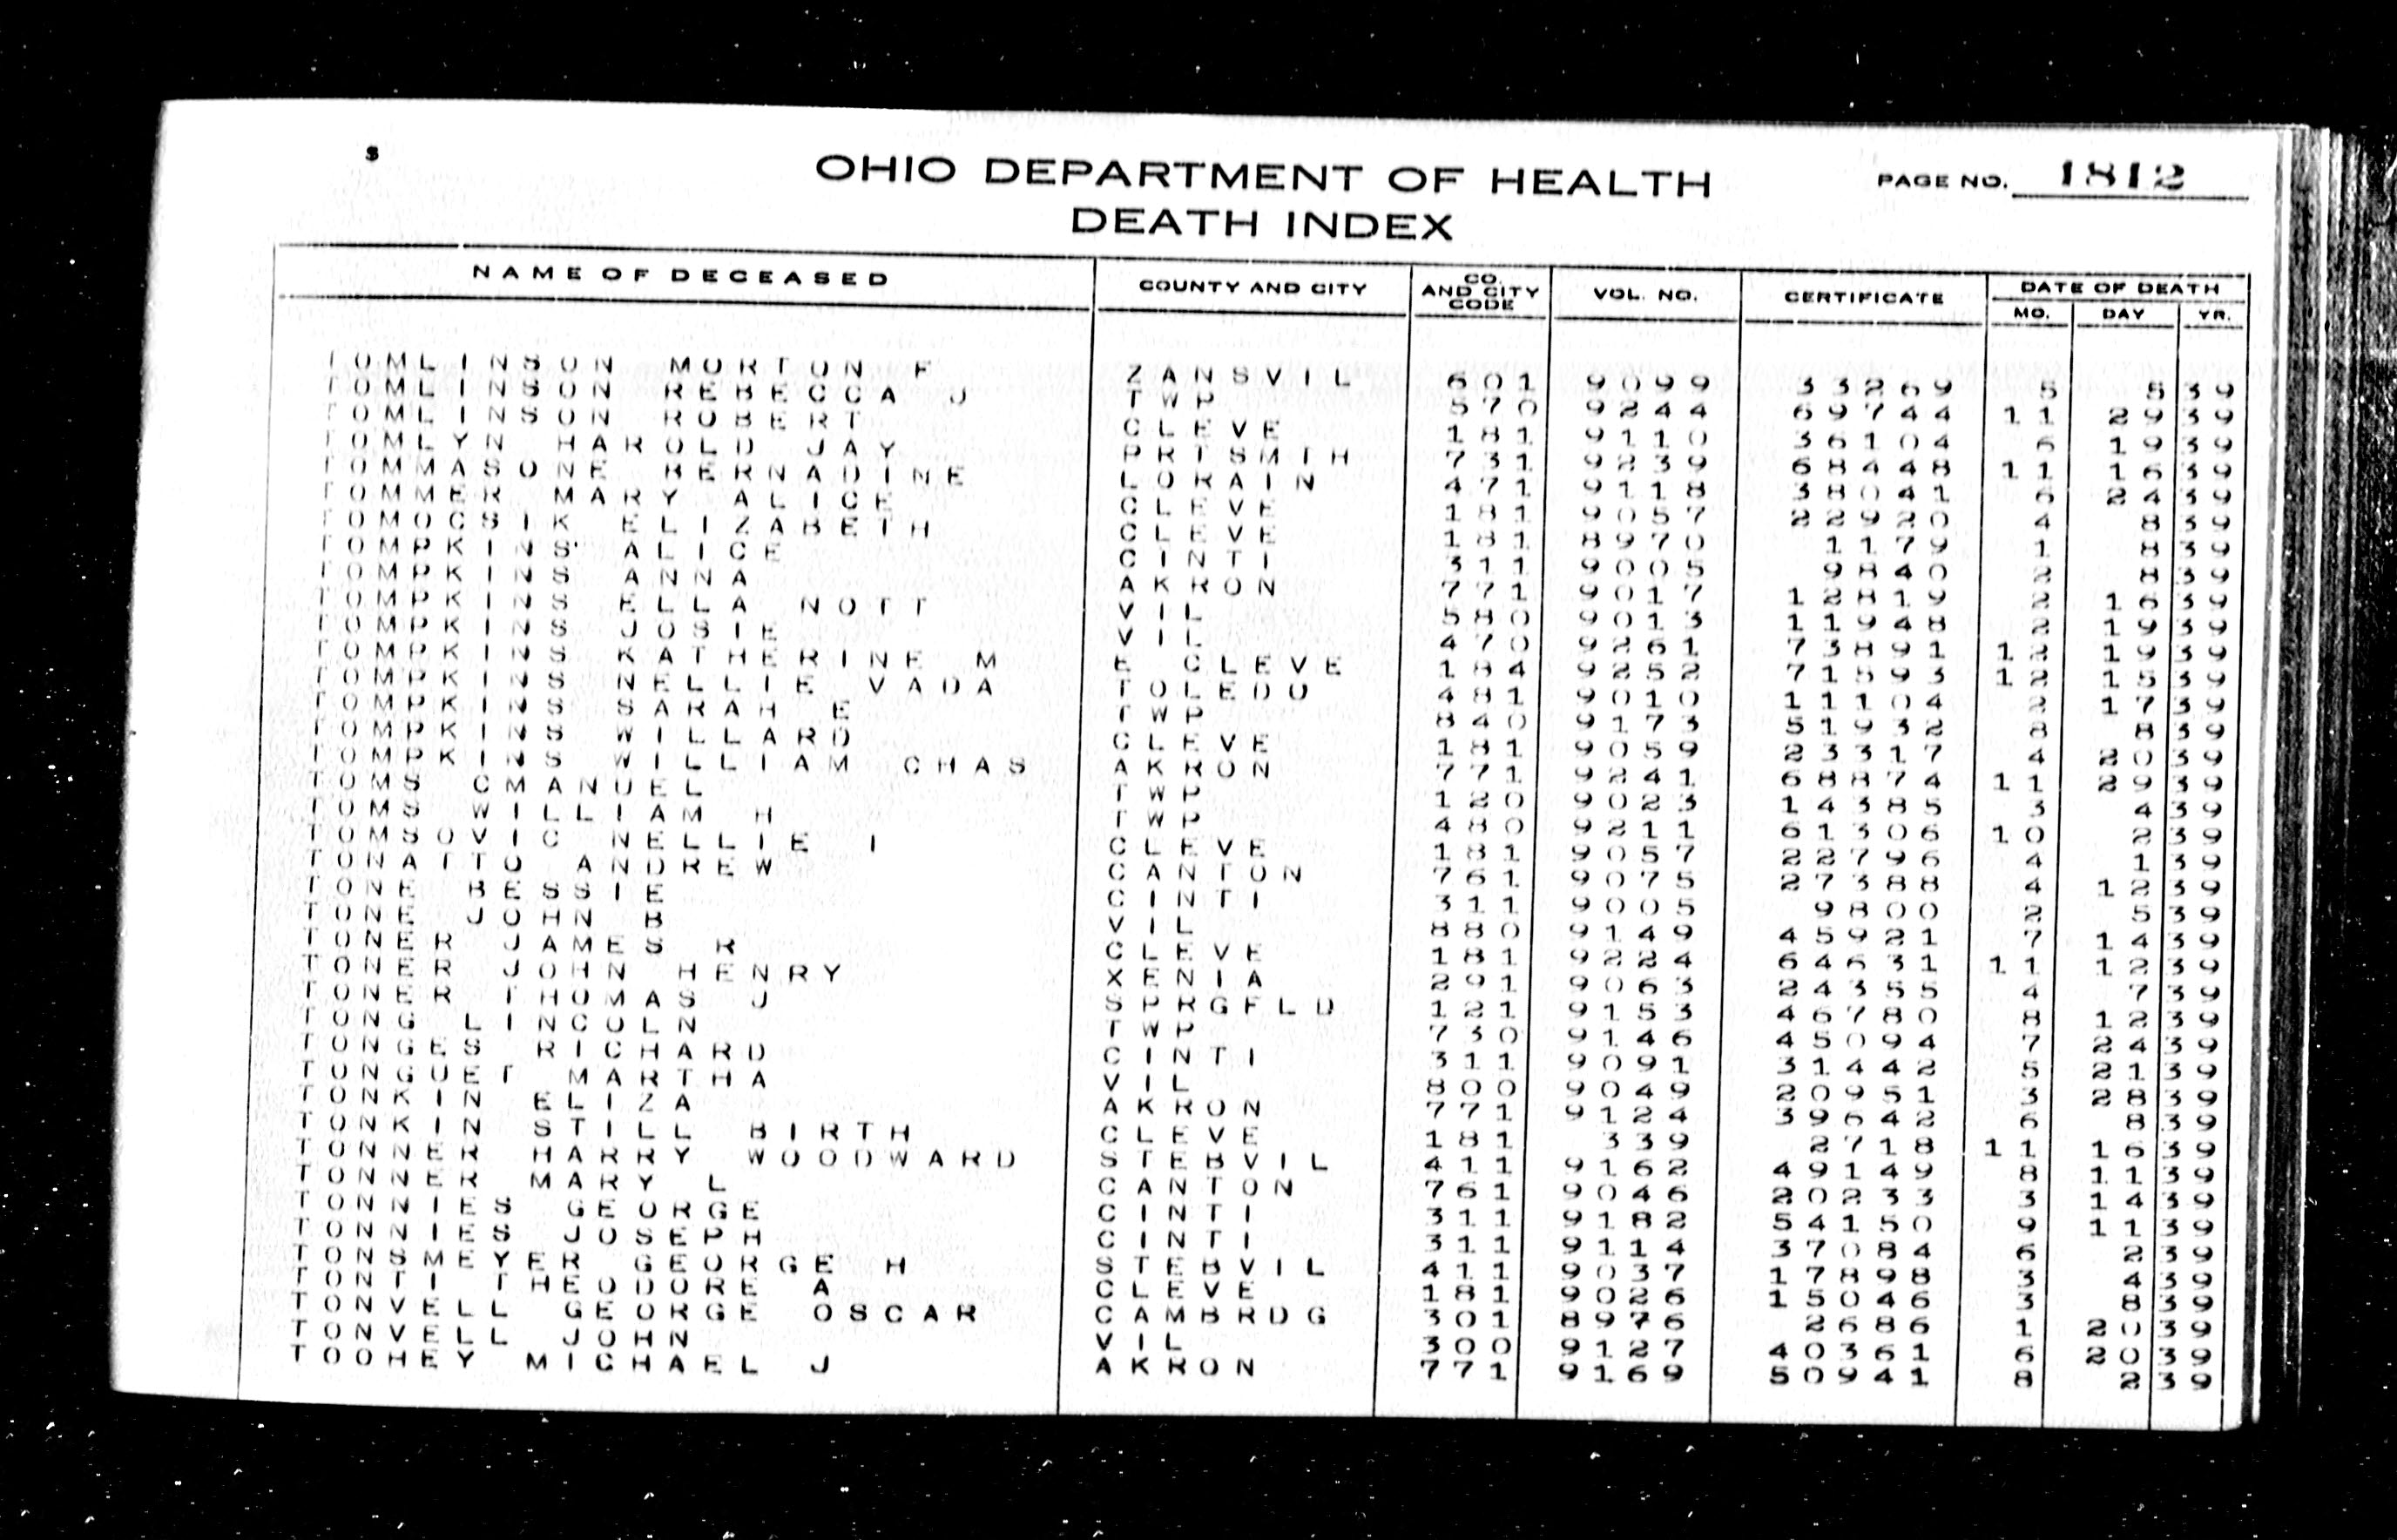 S
OHIO DEPARTMENT OF HEALTH PAGE NO. 1812
DEATH INDEX
NAME OF DECEASED COUNTY AND CITY CO. AND CITY CODE VOL. NO. CERTIFICATE DATE OF DEATH
MO. DAY YR.
TOMLINSON MORTON F ZANSVIL 601 9099 33269 5 5 39
TOMLINSON REBECCA J TWP 570 9244 69744 11 29 39
TOMLINSON ROBERT CLEVE 181 9110 36104 6 19 39
TOMLYN HAROLD JAY PRTSMTH 731 9239 68448 11 16 39
TOMMASONE BERNADINE LORAIN 471 9118 38041 6 24 39
TOMMER MARY ALICE CLEVE 181 9057 22920 4 8 39
TOMOCSIK ELIZABETH CLEVE 181 8970 1179 1 8 39
TOMPKINS ALICE CINTI 311 9005 9840 2 8 39
TOMPKINS ANNA AKRON 771 9017 12819 2 16 39
TOMPKINS ELLA NOTT VIL 580 9013 11948 2 19 39
TOMPKINS JOSIE VIL 470 9261 73891 12 19 39
TOMPKINS KATHERINE M E CLEVE 184 9252 71593 12 15 39
TOMPKINS NELLIE VADA TOLEDO 481 9010 11104 2 17 39
TOMPKINS SARAH E TWP 840 9173 51932 8 8 39
TOMPKINS WILLARD CLEVE 181 9059 23317 4 20 39
TOMPKINS WILLIAM CHAS AKRON 771 9241 68874 11 29 39
TOMS CMANUEL TWP 120 9023 14385 3 4 39
TOMS WILLIAM H TWP 480 9211 61306 10 2 39
TOMSOVIC NELLIE I CLEVE 181 9057 22796 4 1 39
TONATTO ANDREW CANTON 761 9075 27388 4 12 39
TONE BESSIE CINTI 311 9005 9800 2 5 39
TONE JOHN B VIL 880 9149 45921 7 14 39
TONER JAMES R CLEVE 181 9224 64631 11 12 39
TONER JOHN HENRY XENIA 291 9063 24355 4 7 39
TONER THOMAS J SPRGFLD 121 9153 46780 8 12 39
TONG LINCOLN TWP 730 9146 45094 7 24 39
TONGES RICHARD CINTI 311 9091 31442 5 21 39
TONGUET MARTHA VIL 800 9049 20951 3 28 39
TONKIN ELIZA AKRON 771 9124 39642 6 8 39
TONKIN STILL BIRTH CLEVE 181 339 2718 11 16 39
TONNER HARRY WOODWARD STEBVIL 411 9162 49149 8 11 39
TONNER MARY L CANTON 761 9046 20233 3 14 39
TONNIES GEORGE CINTI 311 9182 54150 9 11 39
TONNIES JOSEPH CINTI 311 9114 37084 6 2 39
TONSMEYER GEORGE H STEBVIL 411 9037 17898 3 4 39
TONTI THEODORE A CLEVE 181 9026 15046 3 8 39
TONVELL GEORGE OSCAR CAMBRDG 301 8976 2686 1 20 39
TONVELL JOHN VIL 300 9127 40361 6 20 39
TOOHEY MICHAEL J AKRON 771 9169 50941 8 2 39